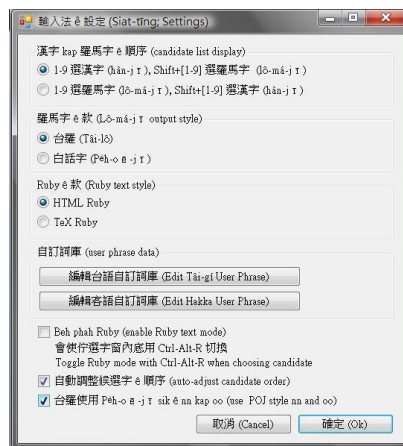 輸入法 ê 設定 (Siat-tīng; Settings)
漢字 kap 羅馬字 ê 順序 (candidate list display)
1-9 選漢字 (hàn-jī), Shift+[1-9] 選羅馬字 (lô-má-jī)
1-9 選羅馬字 (lô-má-jī), Shift+[1-9] 選漢字 (hàn-jī)
羅馬字 ê 款 (Lô-má-jī output style)
台羅 (Tâi-lô)
白話字 (Pe̍h-ōe-jī)
Ruby ê 款 (Ruby text style)
HTML Ruby
TeX Ruby
自訂詞庫 (user phrase data)
編輯台語自訂詞庫 (Edit Tâi-gí User Phrase)
編輯客語自訂詞庫 (Edit Hakka User Phrase)
Beh phah Ruby (enable Ruby text mode)
會使佇選字窗內底用 Ctrl-Alt-R 切換
Toggle Ruby mode with Ctrl-Alt-R when choosing candidate
自動調整候選字 ê 順序 (auto-adjust candidate order)
台羅使用 Pe̍h-ōe-jī sik ê nn kap oo (use POJ style nn and oo)
取消 (Cancel) 確定 (Ok)